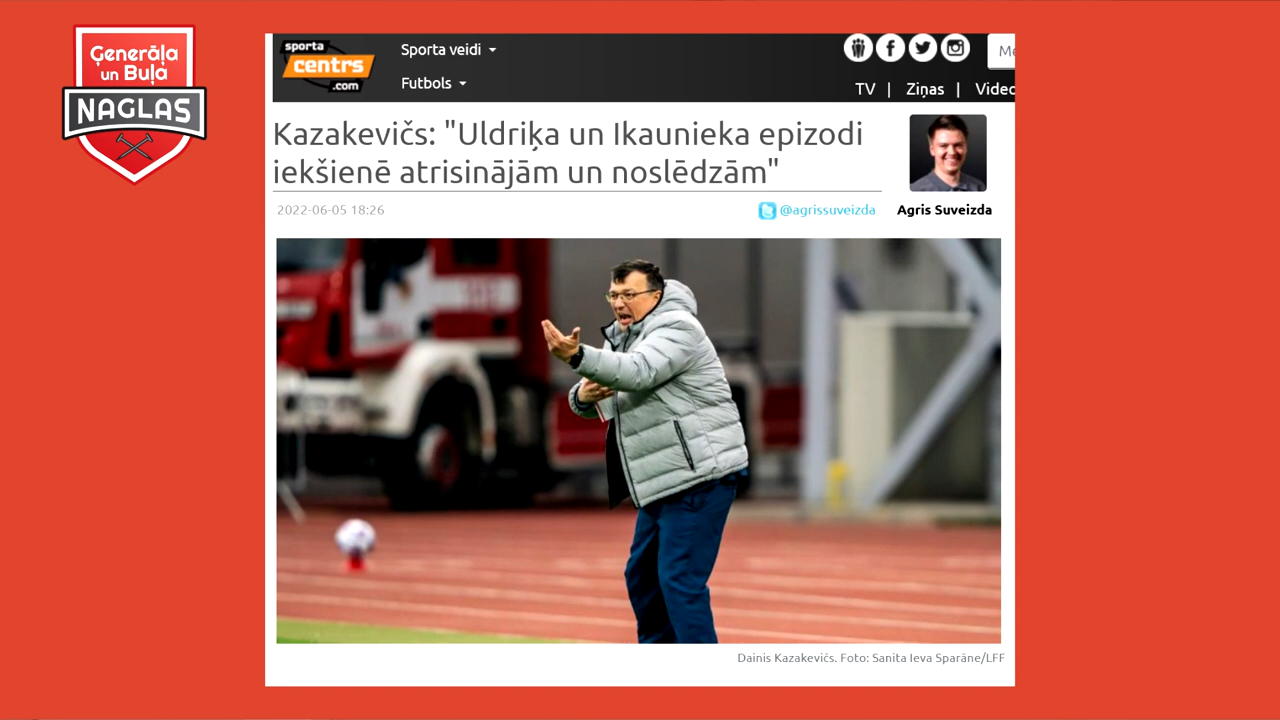 Ģenerāļa
un Buļa
NAGLAS
sporta
centrs
.com
Sporta veidi
Futbols
TV | Ziņas | Video
Kazakevičs: "Uldriķa un Ikaunieka epizodi
iekšienē atrisinājām un noslēdzām"
2022-06-05 18:26
@agrissuveizda
Agris Suveizda
Dainis Kazakevičs. Foto: Sanita Ieva Sparāne/LFF